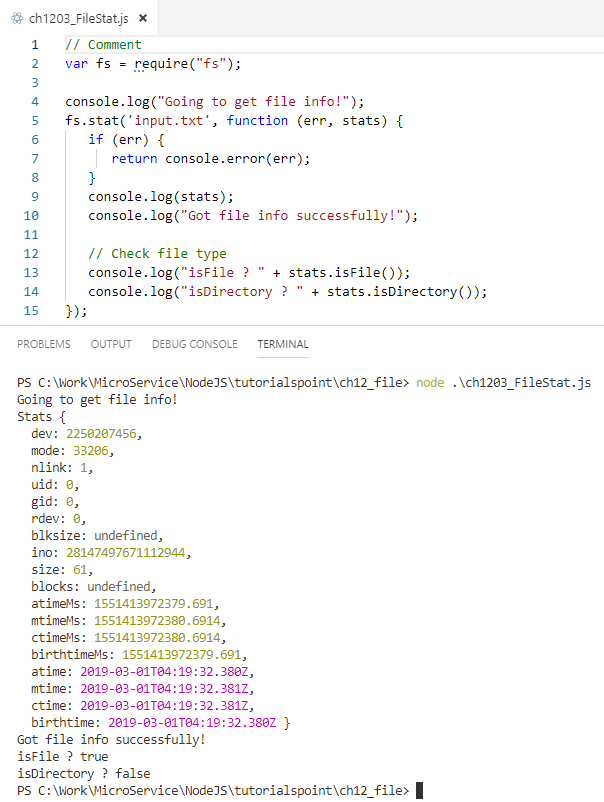 ch1203_FileStat.js ×
1 // Comment
2 var fs = require("fs");
3
4 console.log("Going to get file info!");
5 fs.stat('input.txt', function (err, stats) {
6    if (err) {
7       return console.error(err);
8    }
9    console.log(stats);
10    console.log("Got file info successfully!");
11
12    // Check file type
13    console.log("isFile ? " + stats.isFile());
14    console.log("isDirectory ? " + stats.isDirectory());
15 });
PROBLEMS OUTPUT DEBUG CONSOLE TERMINAL
PS C:\Work\MicroService\NodeJS\tutorialspoint\ch12_file> node .\ch1203_FileStat.js
Going to get file info!
Stats {
  dev: 2250207456,
  mode: 33206,
  nlink: 1,
  uid: 0,
  gid: 0,
  rdev: 0,
  blksize: undefined,
  ino: 28147497671112944,
  size: 61,
  blocks: undefined,
  atimeMs: 1551413972379.691,
  mtimeMs: 1551413972380.6914,
  ctimeMs: 1551413972380.6914,
  birthtimeMs: 1551413972379.691,
  atime: 2019-03-01T04:19:32.380Z,
  mtime: 2019-03-01T04:19:32.381Z,
  ctime: 2019-03-01T04:19:32.381Z,
  birthtime: 2019-03-01T04:19:32.380Z }
Got file info successfully!
isFile ? true
isDirectory ? false
PS C:\Work\MicroService\NodeJS\tutorialspoint\ch12_file>